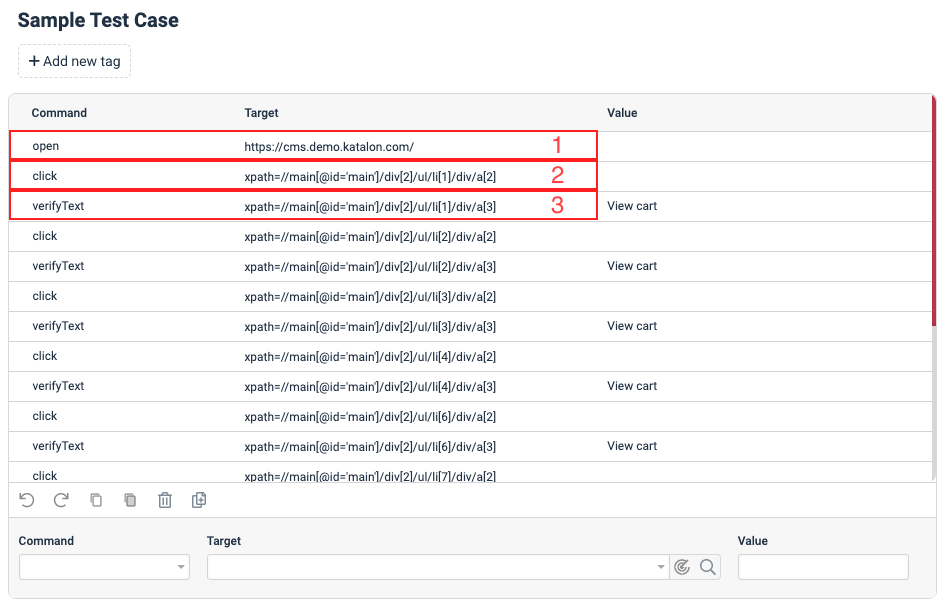 Sample Test Case
+ Add new tag
Command Target Value
open https://cms.demo.katalon.com/ 1
click xpath=//main[@id='main']/div[2]/ul/li[1]/div/a[2] 2
verifyText xpath=//main[@id='main']/div[2]/ul/li[1]/div/a[3] 3 View cart
click xpath=//main[@id='main']/div[2]/ul/li[2]/div/a[2]
verifyText xpath=//main[@id='main']/div[2]/ul/li[2]/div/a[3] View cart
click xpath=//main[@id='main']/div[2]/ul/li[3]/div/a[2]
verifyText xpath=//main[@id='main']/div[2]/ul/li[3]/div/a[3] View cart
click xpath=//main[@id='main']/div[2]/ul/li[4]/div/a[2]
verifyText xpath=//main[@id='main']/div[2]/ul/li[4]/div/a[3] View cart
click xpath=//main[@id='main']/div[2]/ul/li[6]/div/a[2]
verifyText xpath=//main[@id='main']/div[2]/ul/li[6]/div/a[3] View cart
click xpath=//main[@id='main']/div[2]/ul/li[7]/div/a[2]
Command Target Value